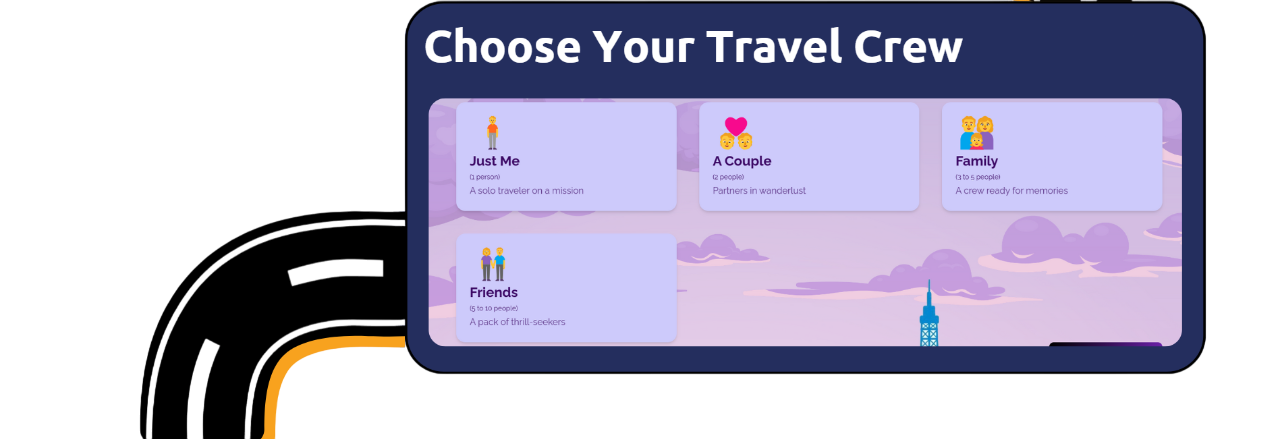 Choose Your Travel Crew
Just Me
(1 person)
A solo traveler on a mission
A Couple
(2 people)
Partners in wanderlust
Family
(3 to 5 people)
A crew ready for memories
Friends
(5 to 10 people)
A pack of thrill-seekers